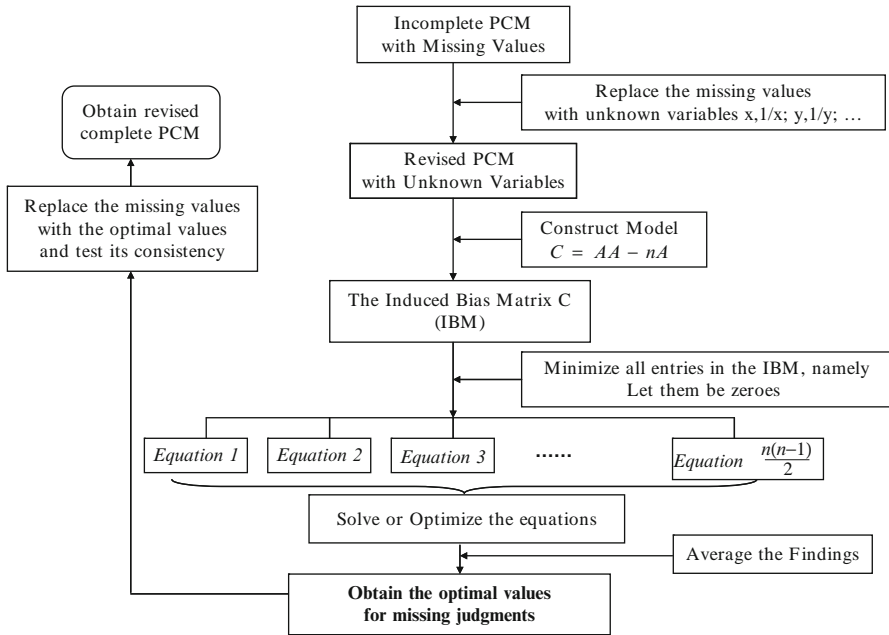 Incomplete PCM
with Missing Values
Replace the missing values
with unknown variables x,1/x; y,1/y; …
Obtain revised
complete PCM
Revised PCM
with Unknown Variables
Replace the missing values
with the optimal values
and test its consistency
Construct Model
C = AA − nA
The Induced Bias Matrix C
(IBM)
Minimize all entries in the IBM, namely
Let them be zeroes
Equation 1
Equation 2
Equation 3
······
Equation n(n−1)/2
Solve or Optimize the equations
Average the Findings
Obtain the optimal values
for missing judgments